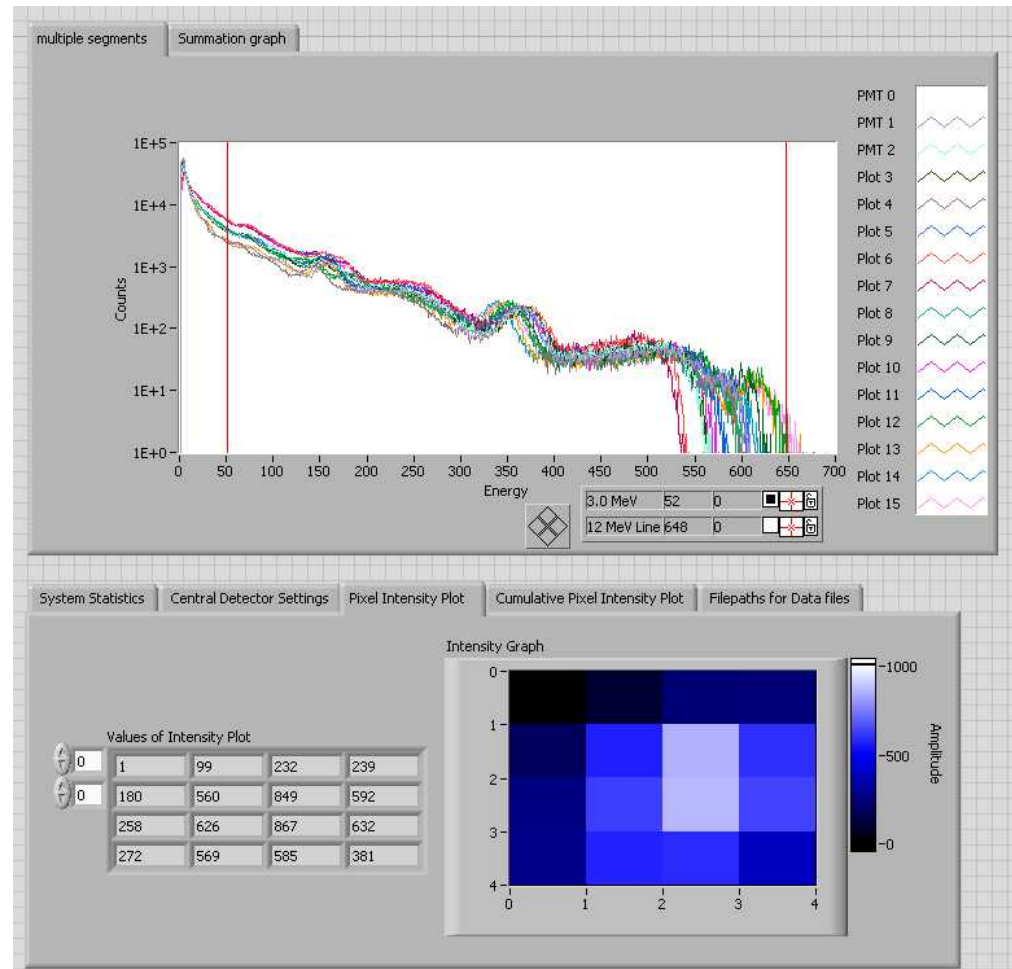 multiple segments Summation graph
PMT 0
PMT 1
PMT 2
Plot 3
Plot 4
Plot 5
Plot 6
Plot 7
Plot 8
Plot 9
Plot 10
Plot 11
Plot 12
Plot 13
Plot 14
Plot 15
1E+5
1E+4
1E+3
1E+2
1E+1
1E+0
Counts
0 50 100 150 200 250 300 350 400 450 500 550 600 650 700
Energy
3.0 MeV 52 0
12 MeV Line 648 0
System Statistics Central Detector Settings Pixel Intensity Plot Cumulative Pixel Intensity Plot Filepaths for Data files
Values of Intensity Plot
0 1 99 232 239
0 180 560 849 592
258 626 867 632
272 569 585 381
Intensity Graph
0
1
2
3
4
0 1 2 3 4
1000
500
0
Amplitude